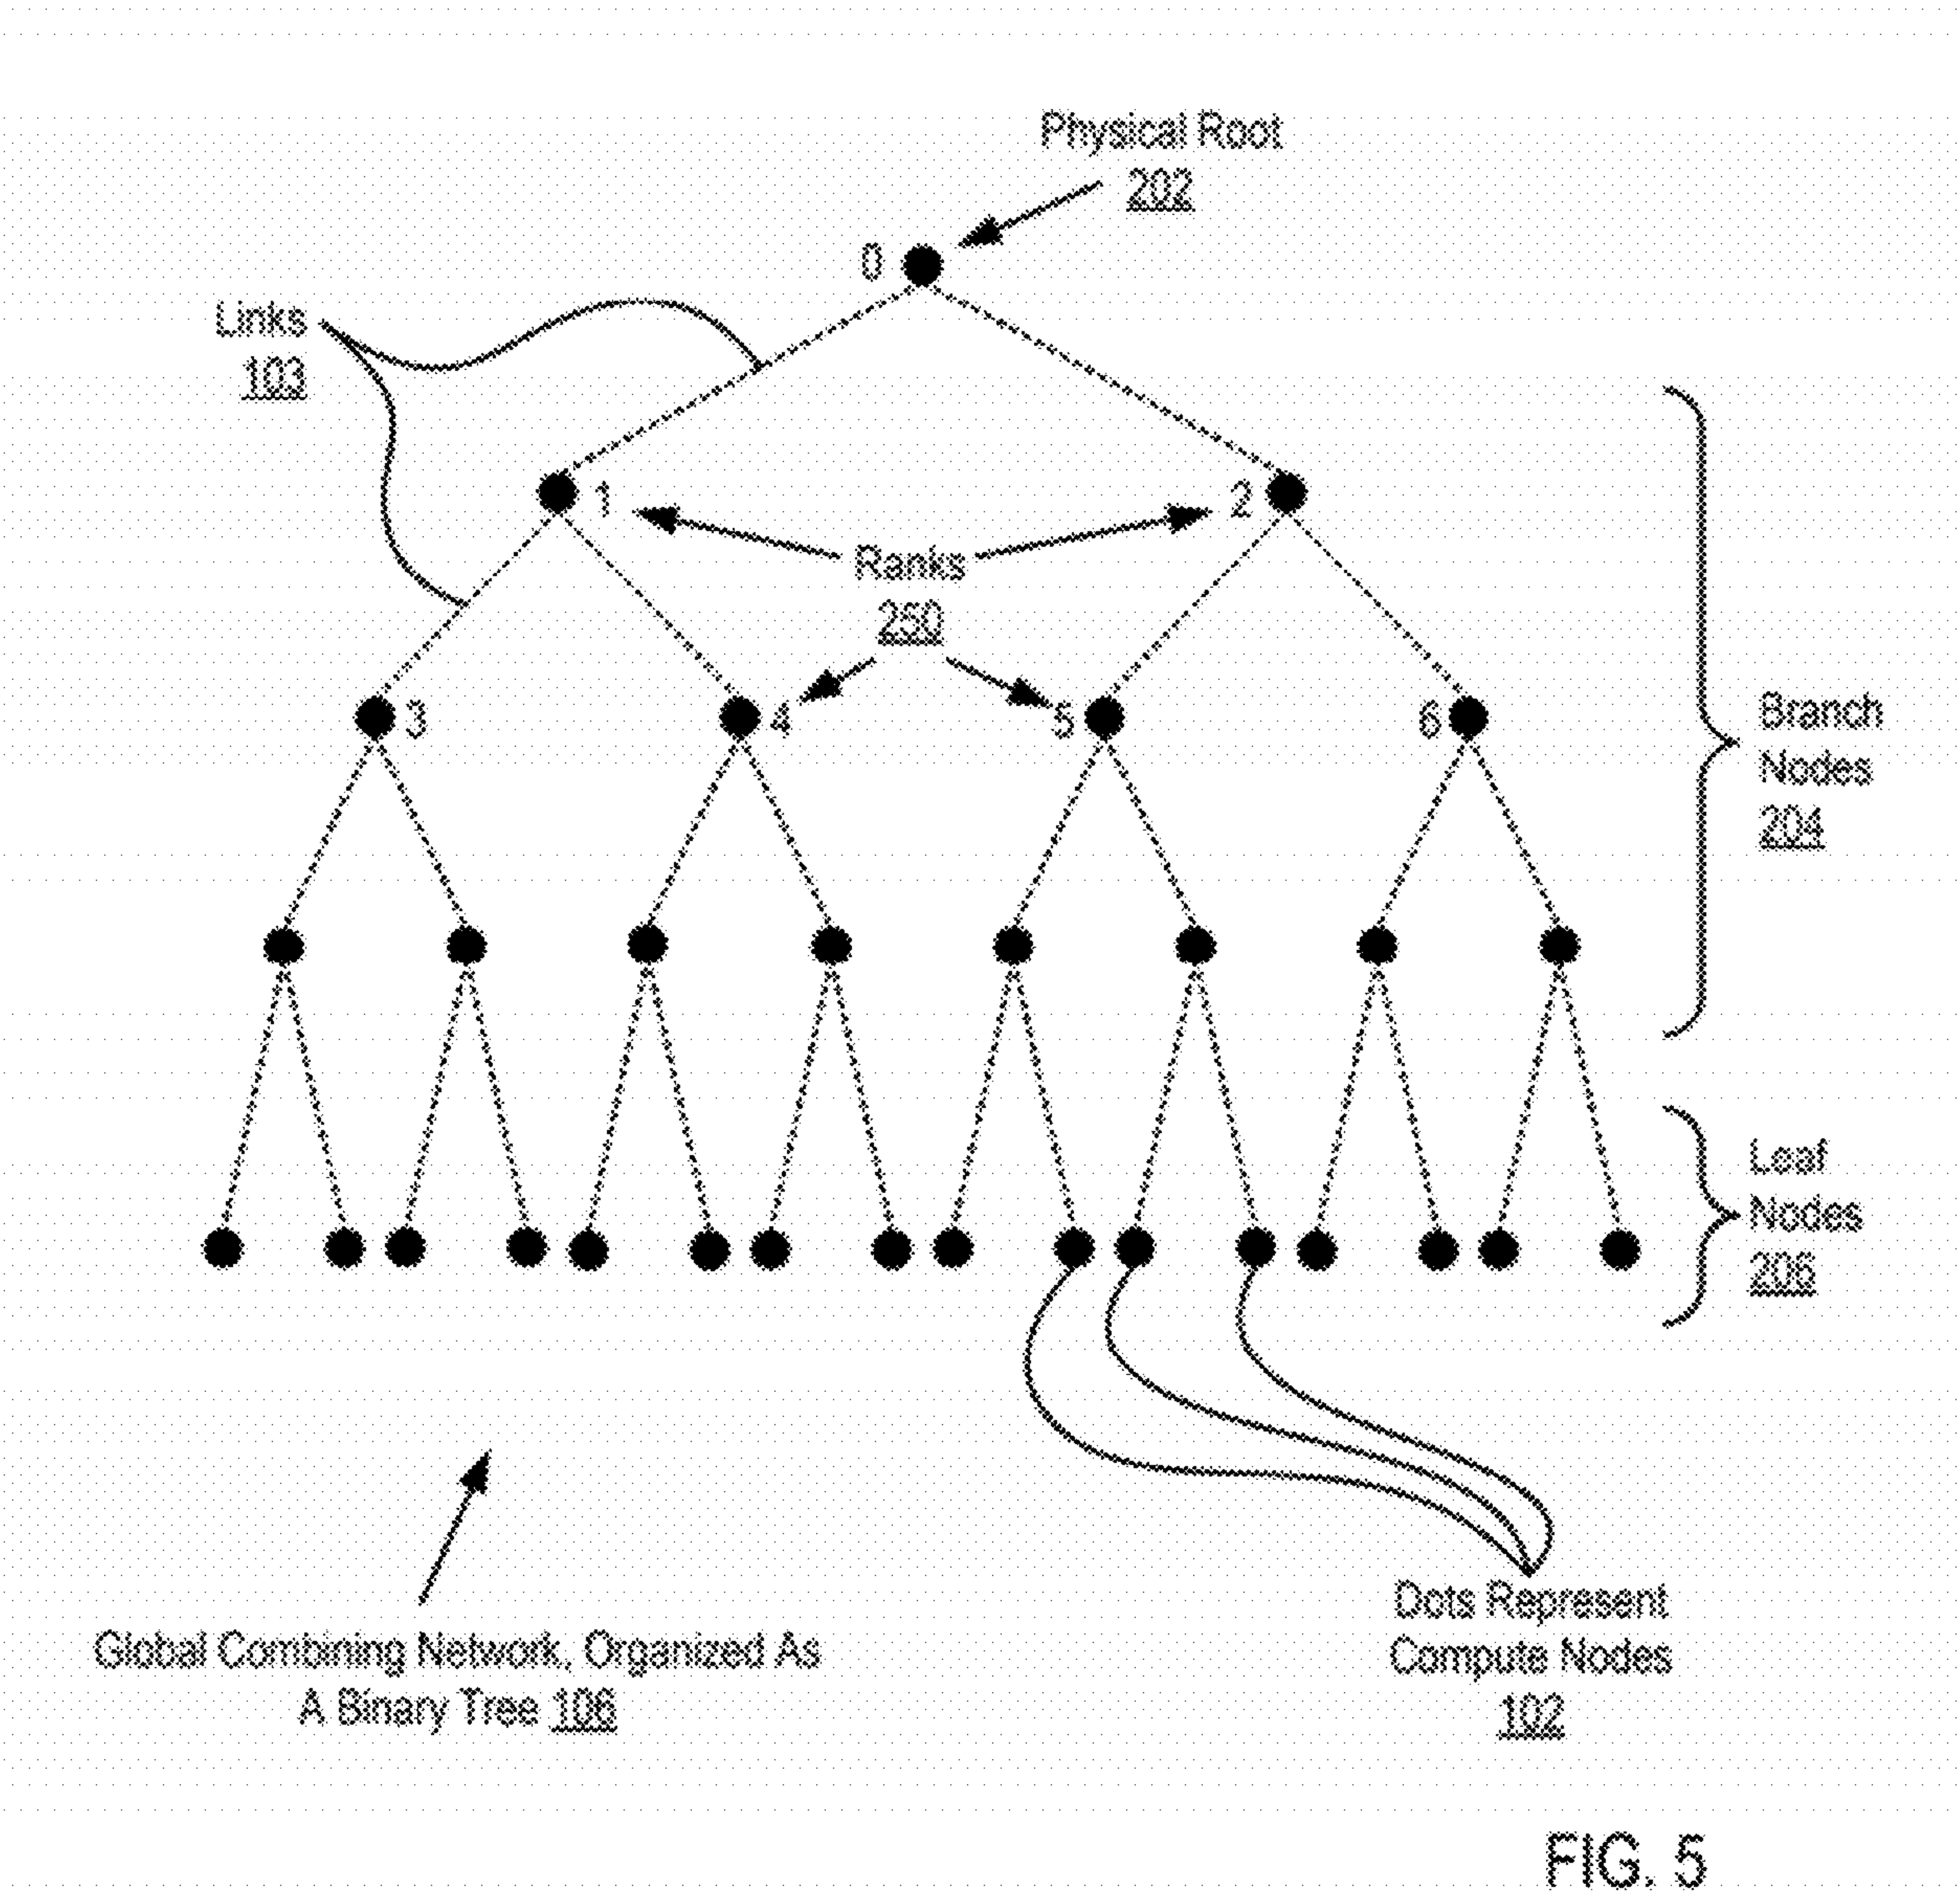 Physical Root
202
0
Links
103
1
2
Ranks
250
3
4
5
6
Branch
Nodes
204
Leaf
Nodes
206
Global Combining Network, Organized As
A Binary Tree 106
Dots Represent
Compute Nodes
102
FIG. 5